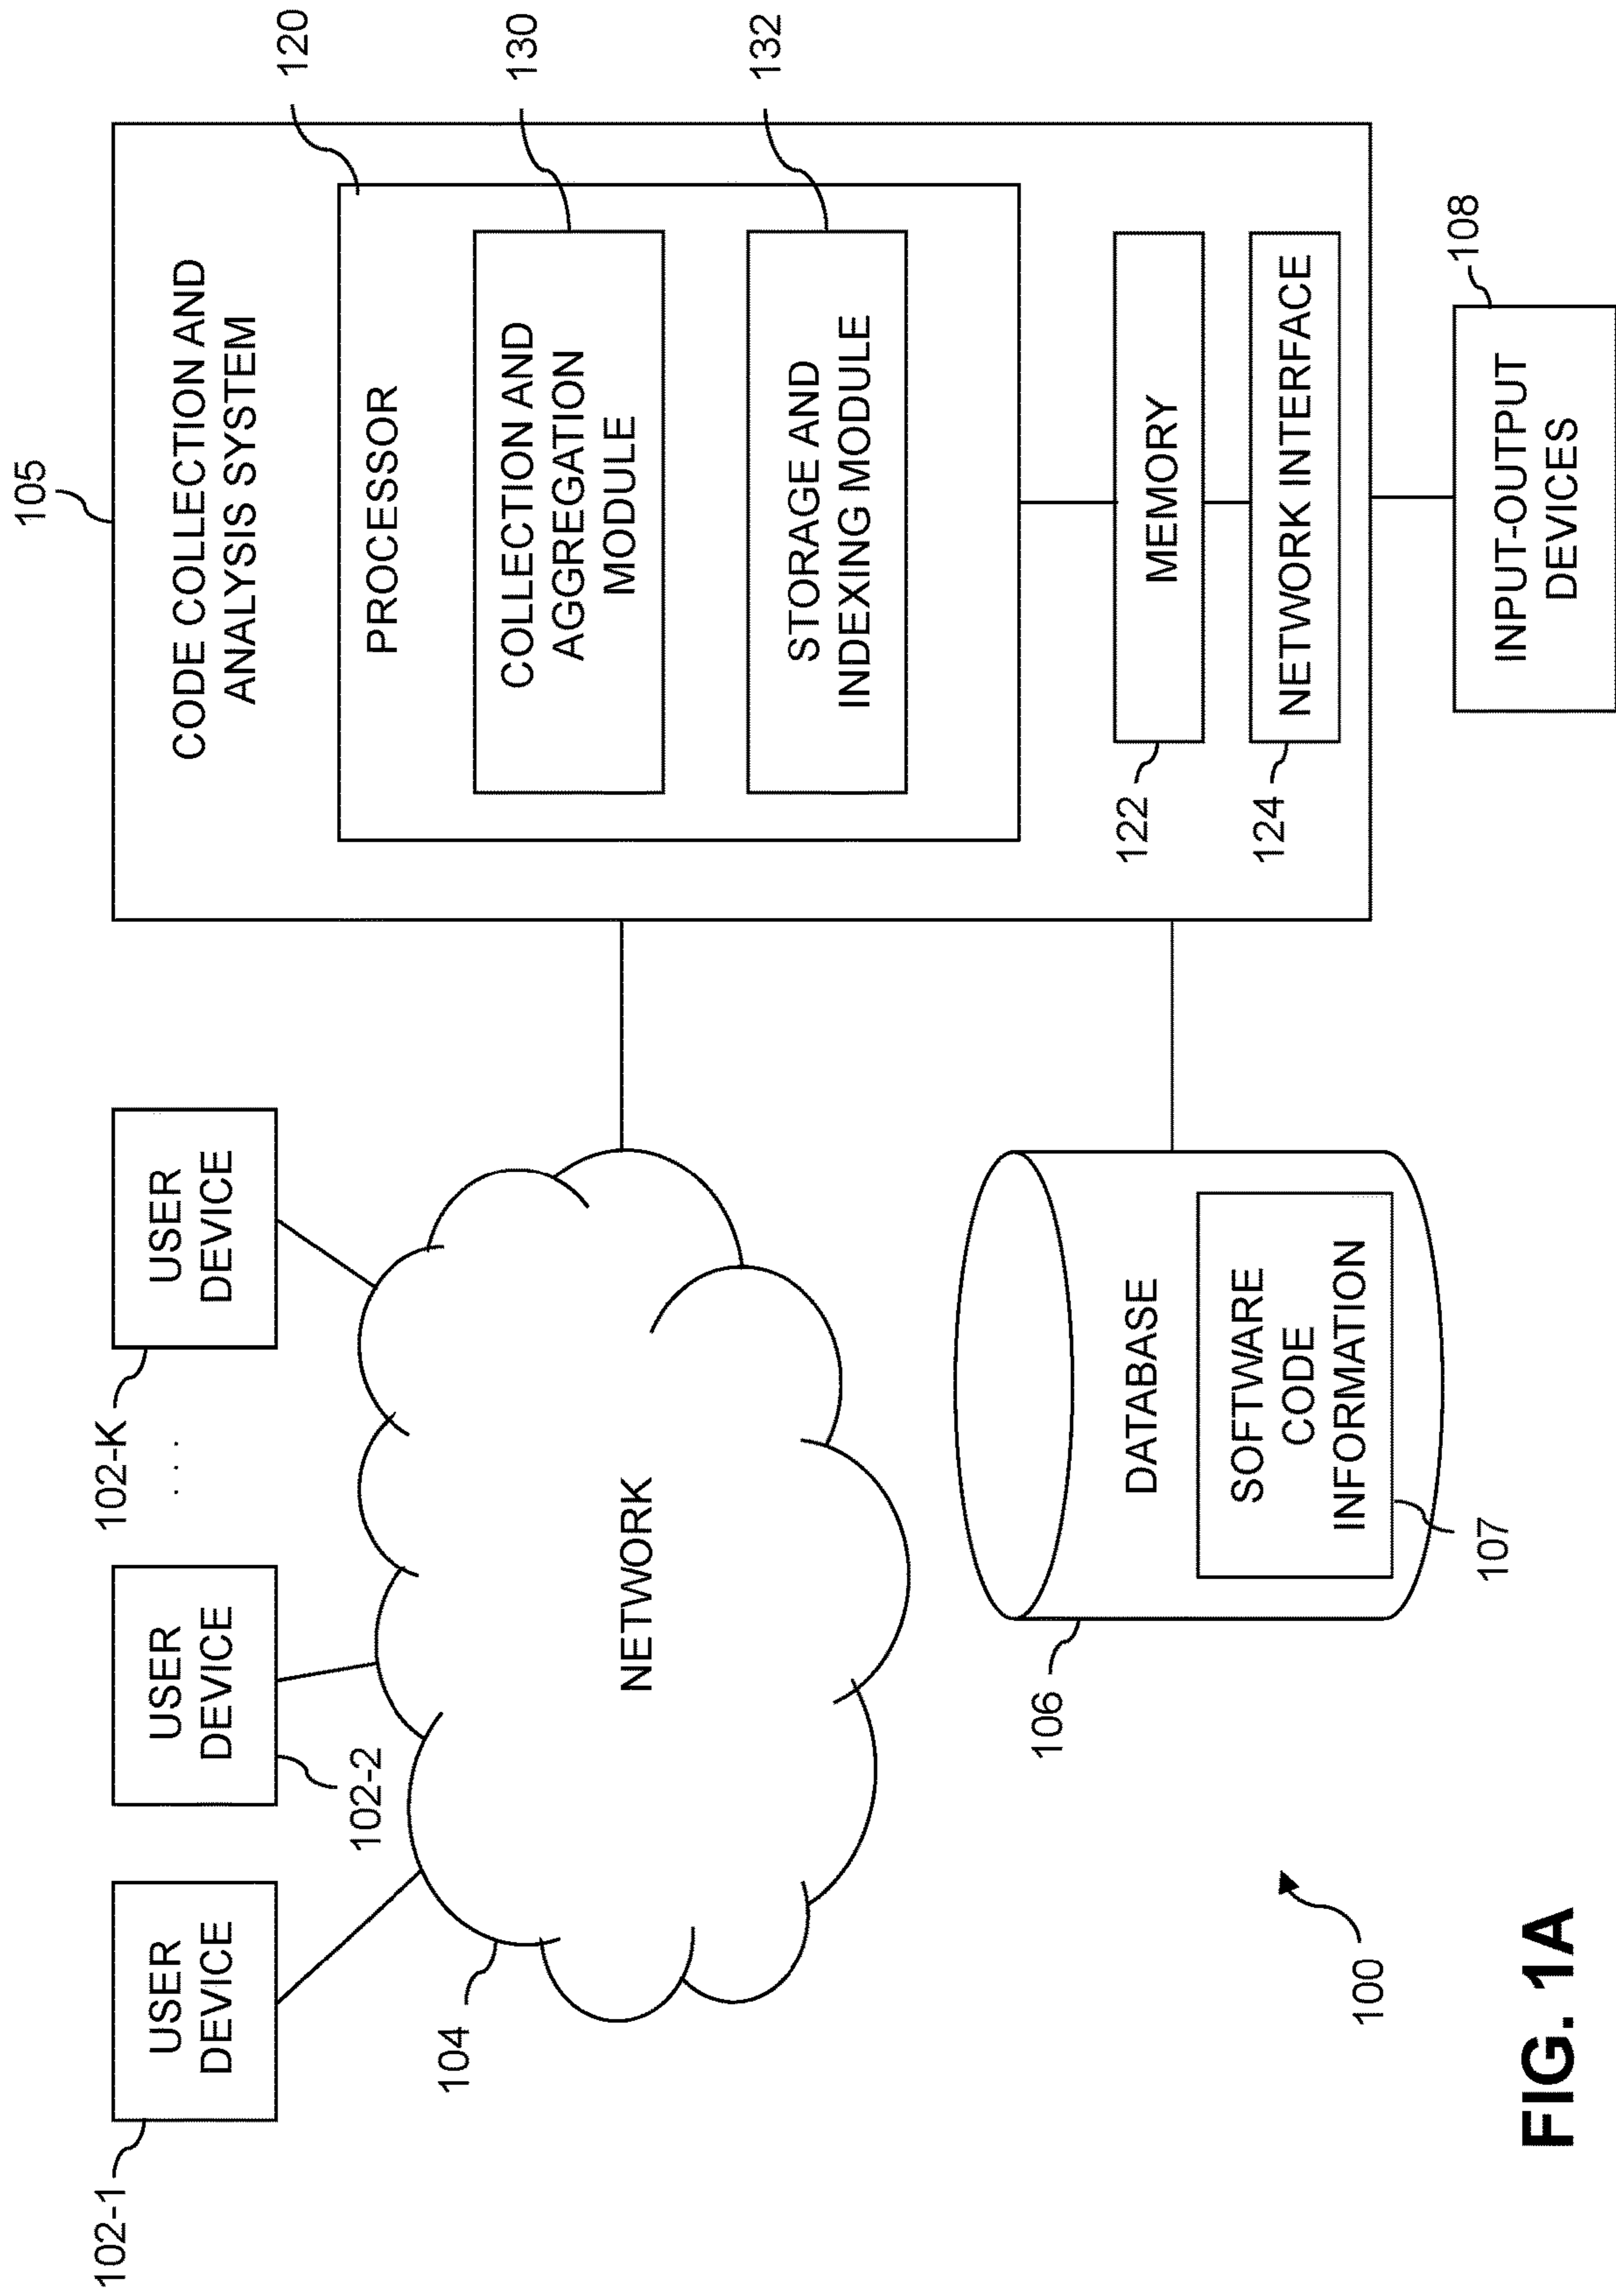 102-1
USER
DEVICE
102-2
USER
DEVICE
. . .
102-K
USER
DEVICE
104
NETWORK
105
CODE COLLECTION AND
ANALYSIS SYSTEM
120
PROCESSOR
130
COLLECTION AND
AGGREGATION
MODULE
132
STORAGE AND
INDEXING MODULE
122
MEMORY
124
NETWORK INTERFACE
108
INPUT-OUTPUT
DEVICES
106
DATABASE
SOFTWARE
CODE
INFORMATION
107
100
FIG. 1A